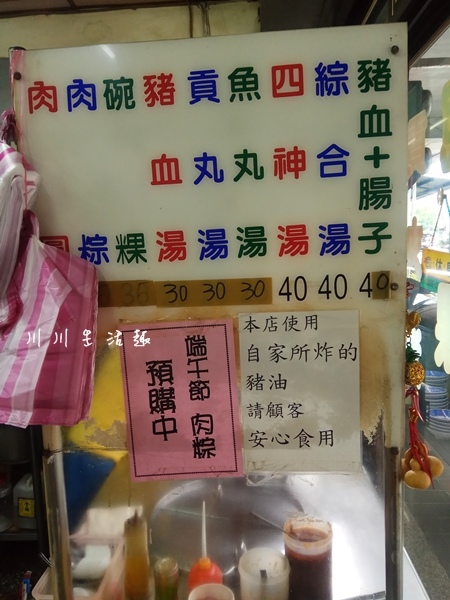 豬血+腸子
綜合湯
四神湯
魚丸湯
貢丸湯
豬血湯
碗粿
肉粽
肉
30 30 30 40 40 40
端午節 肉粽
預購中
本店使用
自家所炸的
豬油
請顧客
安心食用
川川生活趣